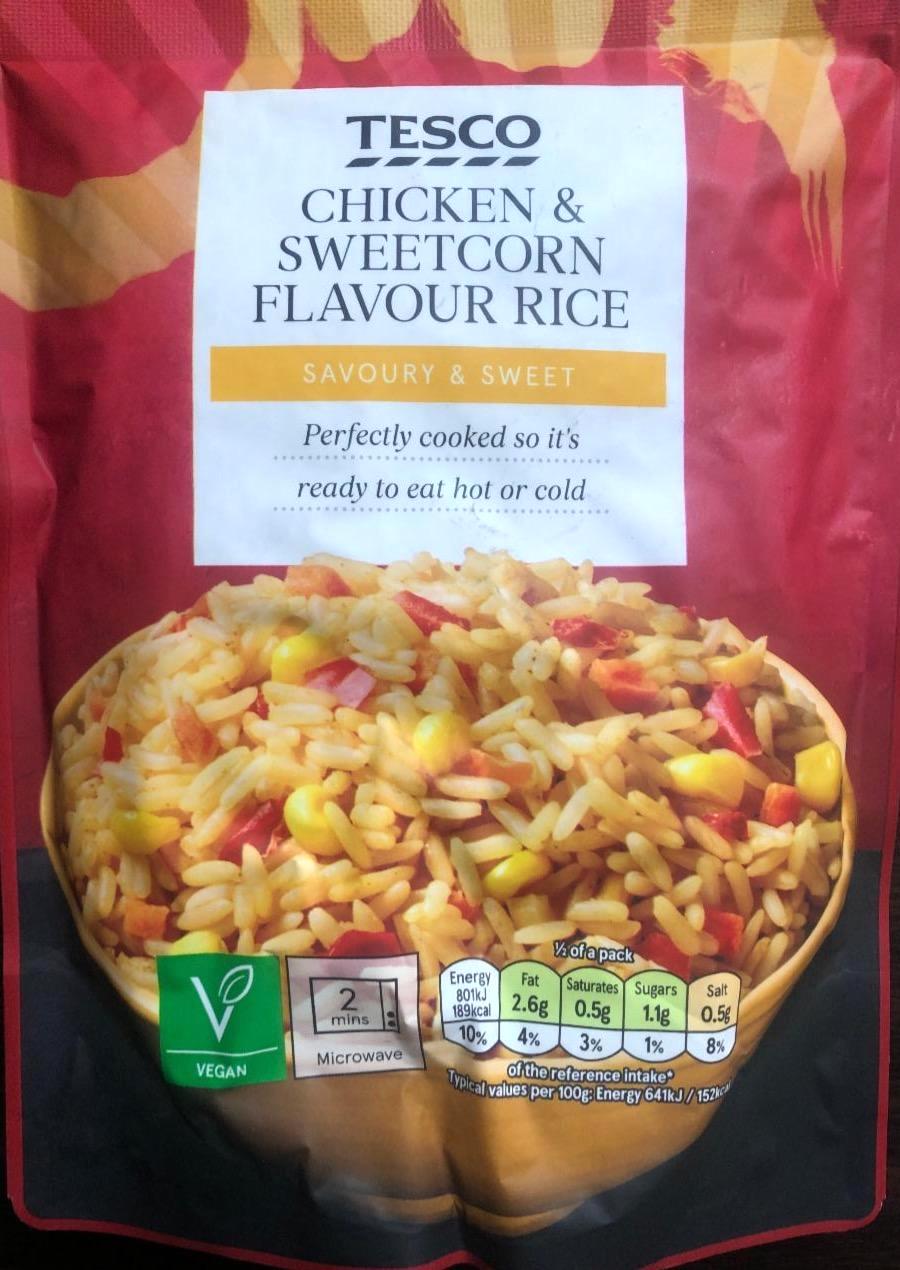 TESCO
CHICKEN &
SWEETCORN
FLAVOUR RICE
SAVOURY & SWEET
Perfectly cooked so it's
ready to eat hot or cold
VEGAN
2
mins
Microwave
½ of a pack
Energy 801kJ 189kcal 10%
Fat 2.6g 4%
Saturates 0.5g 3%
Sugars 1.1g 1%
Salt 0.5g 8%
of the reference intake*
Typical values per 100g: Energy 641kJ / 152kcal